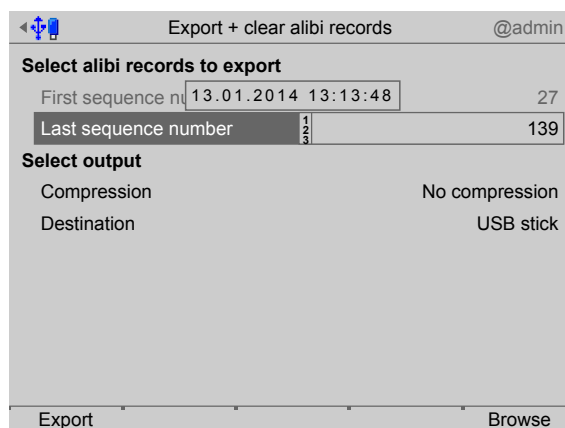 Export + clear alibi records @admin
Select alibi records to export
First sequence 13.01.2014 13:13:48 27
Last sequence number 1 2 3 139
Select output
Compression No compression
Destination USB stick
Export Browse